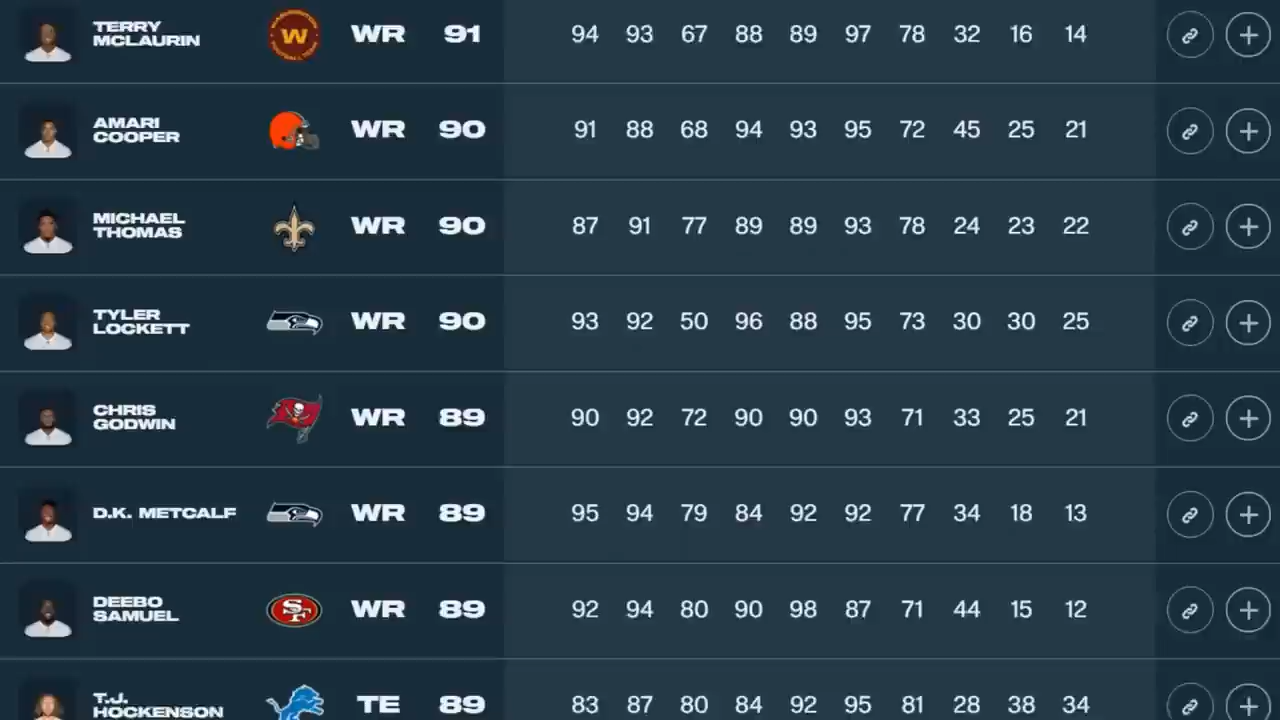 TERRY
MCLAURIN
WASHINGTON
W
FOOTBALL TEAM
WR 91 94 93 67 88 89 97 78 32 16 14
AMARI
COOPER
WR 90 91 88 68 94 93 95 72 45 25 21
MICHAEL
THOMAS
WR 90 87 91 77 89 89 93 78 24 23 22
TYLER
LOCKETT
WR 90 93 92 50 96 88 95 73 30 30 25
CHRIS
GODWIN
WR 89 90 92 72 90 90 93 71 33 25 21
D.K. METCALF WR 89 95 94 79 84 92 92 77 34 18 13
DEEBO
SAMUEL
SF WR 89 92 94 80 90 98 87 71 44 15 12
T.J.
HOCKENSON
TE 89 83 87 80 84 92 95 81 28 38 34